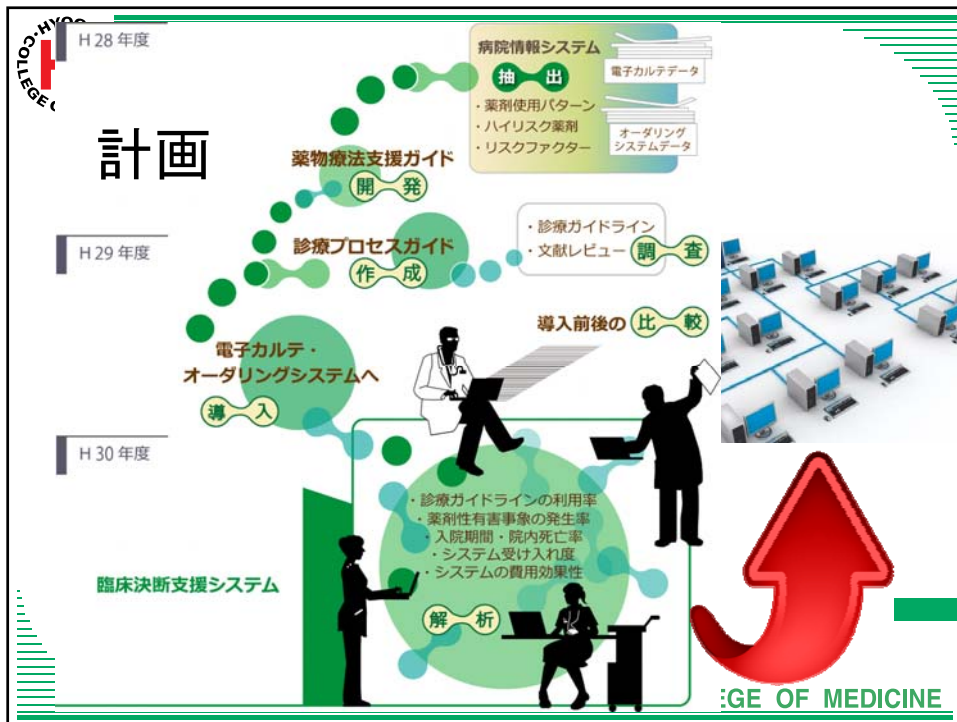 HYOGO
COLLEGE O
H 28 年度
計画
病院情報システム
抽出
電子カルテデータ
・薬剤使用パターン
・ハイリスク薬剤
・リスクファクター
オーダリング
システムデータ
薬物療法支援ガイド
開発
H 29 年度
診療プロセスガイド
作成
・診療ガイドライン
・文献レビュー
調査
導入前後の
比較
電子カルテ・
オーダリングシステムへ
導入
H 30 年度
・診療ガイドラインの利用率
・薬剤性有害事象の発生率
・入院期間・院内死亡率
・システム受け入れ度
・システムの費用効果性
臨床決断支援システム
解析
EGE OF MEDICINE